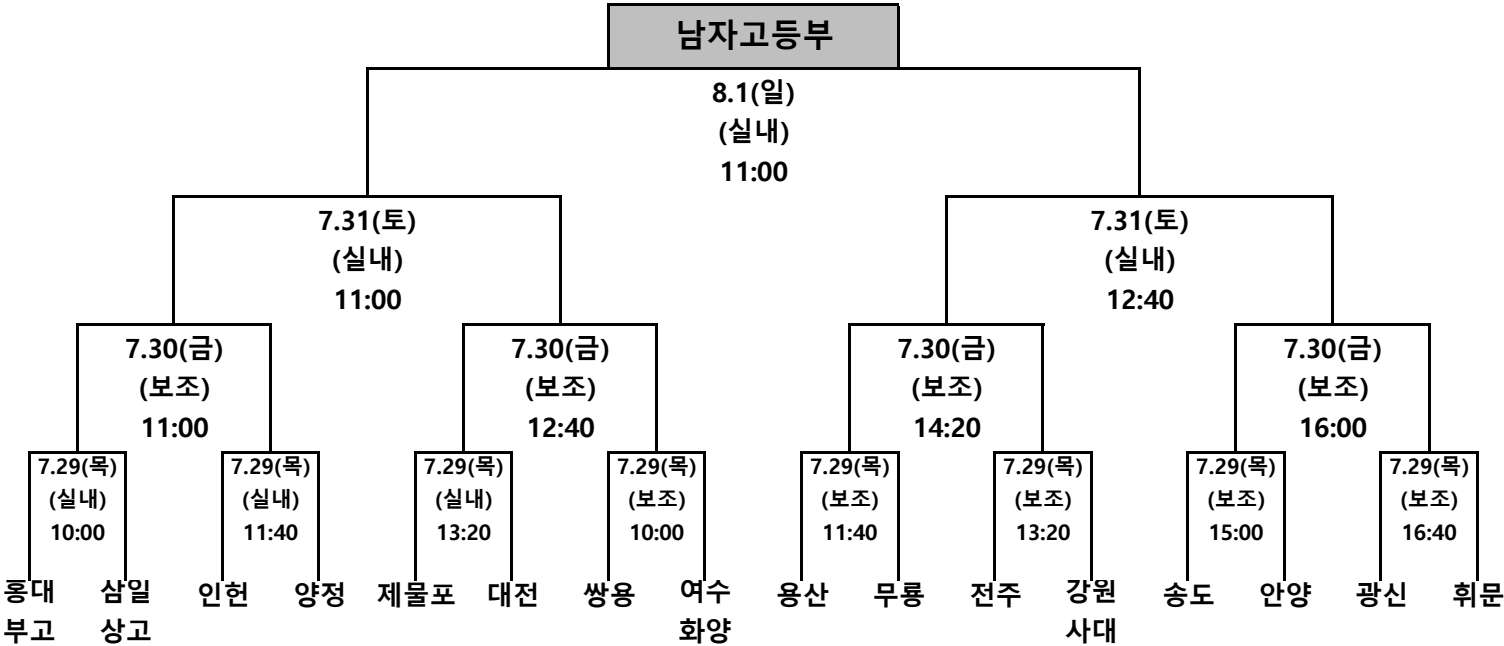 남자고등부
8.1(일)
(실내)
11:00
7.31(토) 7.31(토)
(실내) (실내)
11:00 12:40
7.30(금) 7.30(금) 7.30(금) 7.30(금)
(보조) (보조) (보조) (보조)
11:00 12:40 14:20 16:00
7.29(목) 7.29(목) 7.29(목) 7.29(목) 7.29(목) 7.29(목) 7.29(목) 7.29(목)
(실내) (실내) (실내) (보조) (보조) (보조) (보조) (보조)
10:00 11:40 13:20 10:00 11:40 13:20 15:00 16:40
홍대 삼일 인헌 양정 제물포 대전 쌍용 여수 용산 무룡 전주 강원 송도 안양 광신 휘문
부고 상고 화양 사대